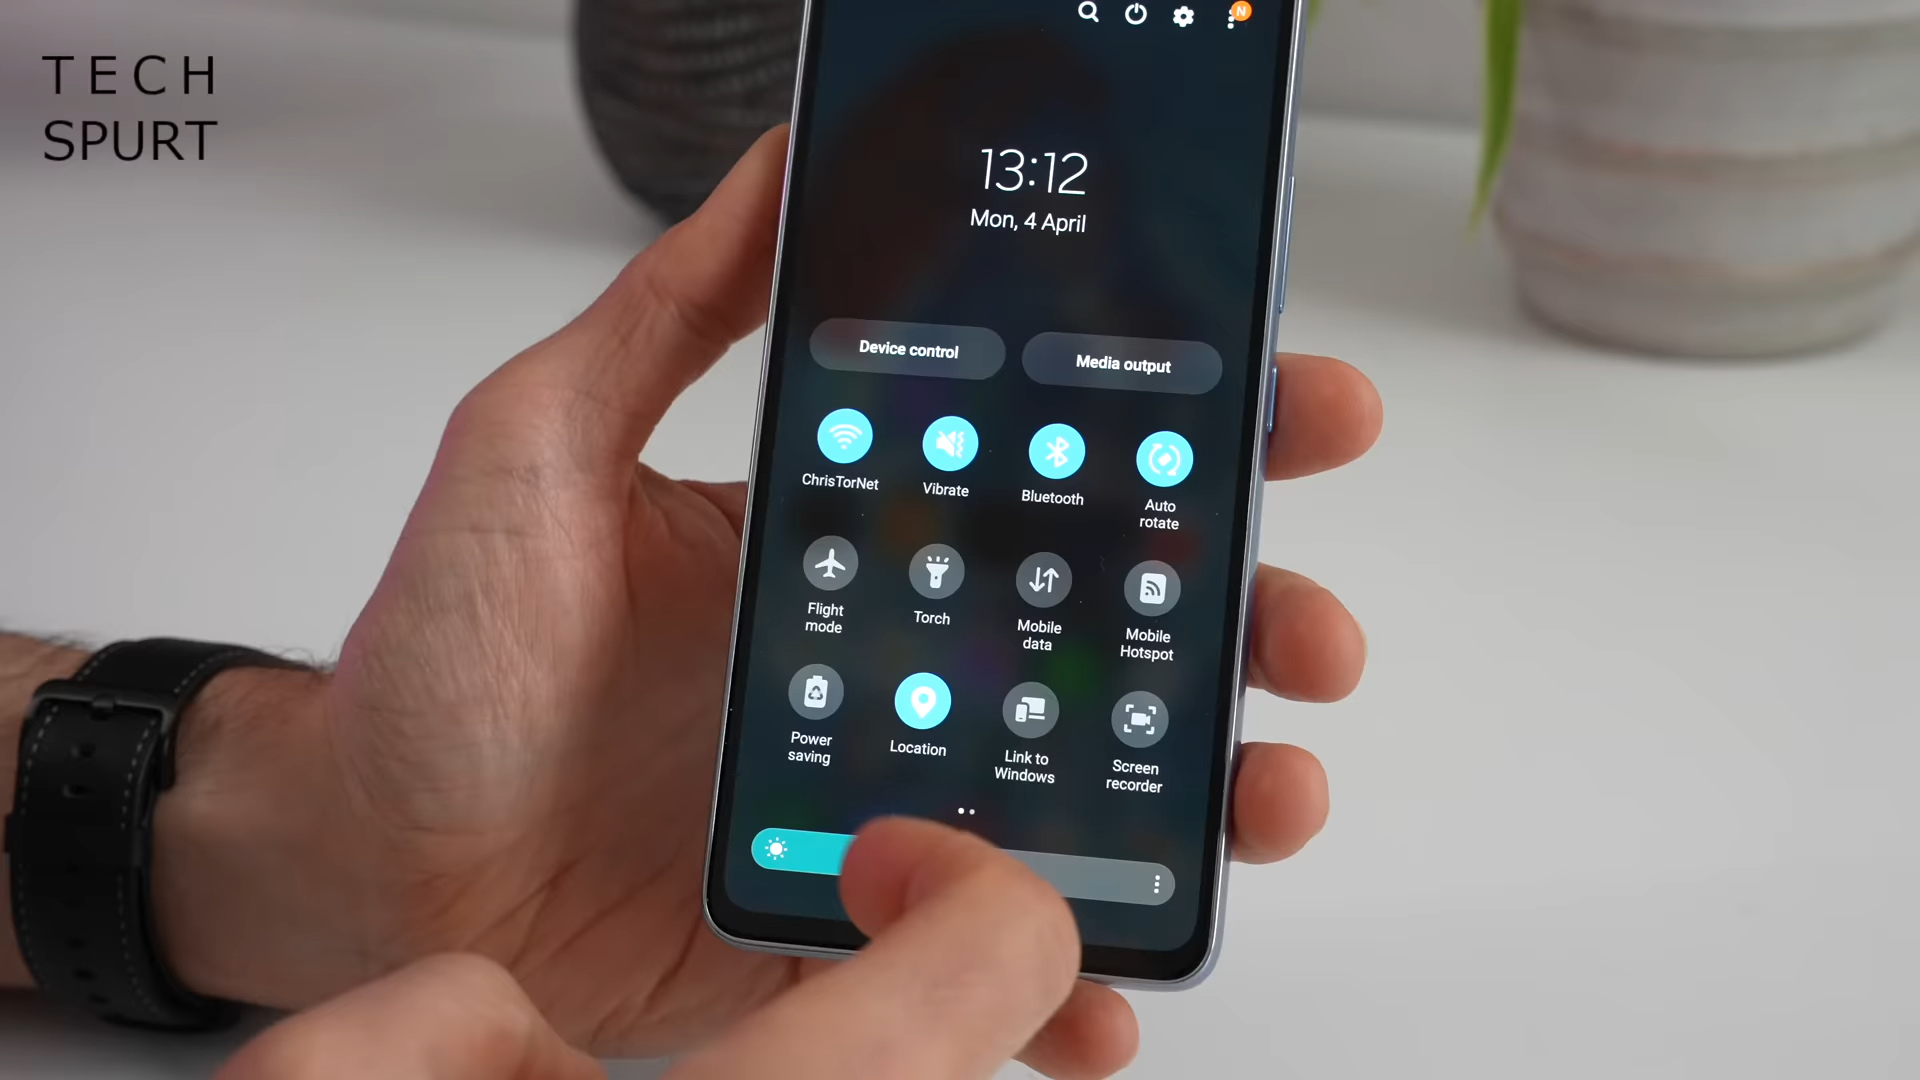 TECH
SPURT
N
13:12
Mon, 4 April
Device control
Media output
ChrisTorNet
Vibrate
Bluetooth
Auto
rotate
Flight
mode
Torch
Mobile
data
Mobile
Hotspot
Power
saving
Location
Link to
Windows
Screen
recorder